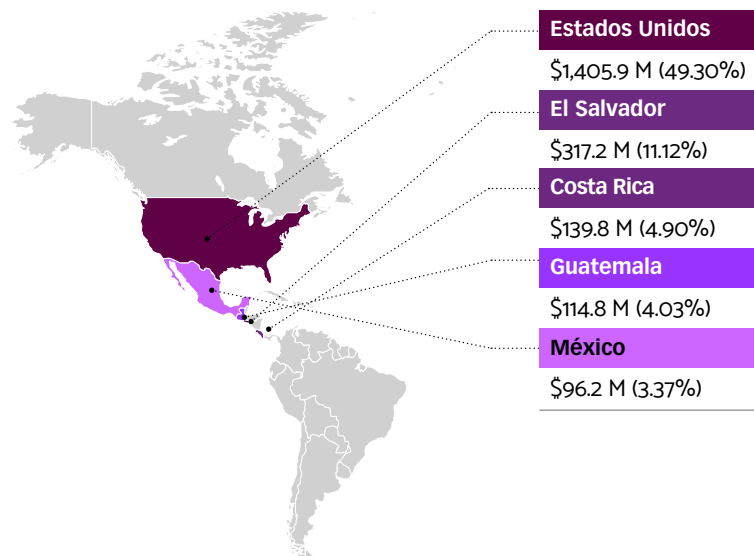 Estados Unidos
$1,405.9 M (49.30%)
El Salvador
$317.2 M (11.12%)
Costa Rica
$139.8 M (4.90%)
Guatemala
$114.8 M (4.03%)
México
$96.2 M (3.37%)